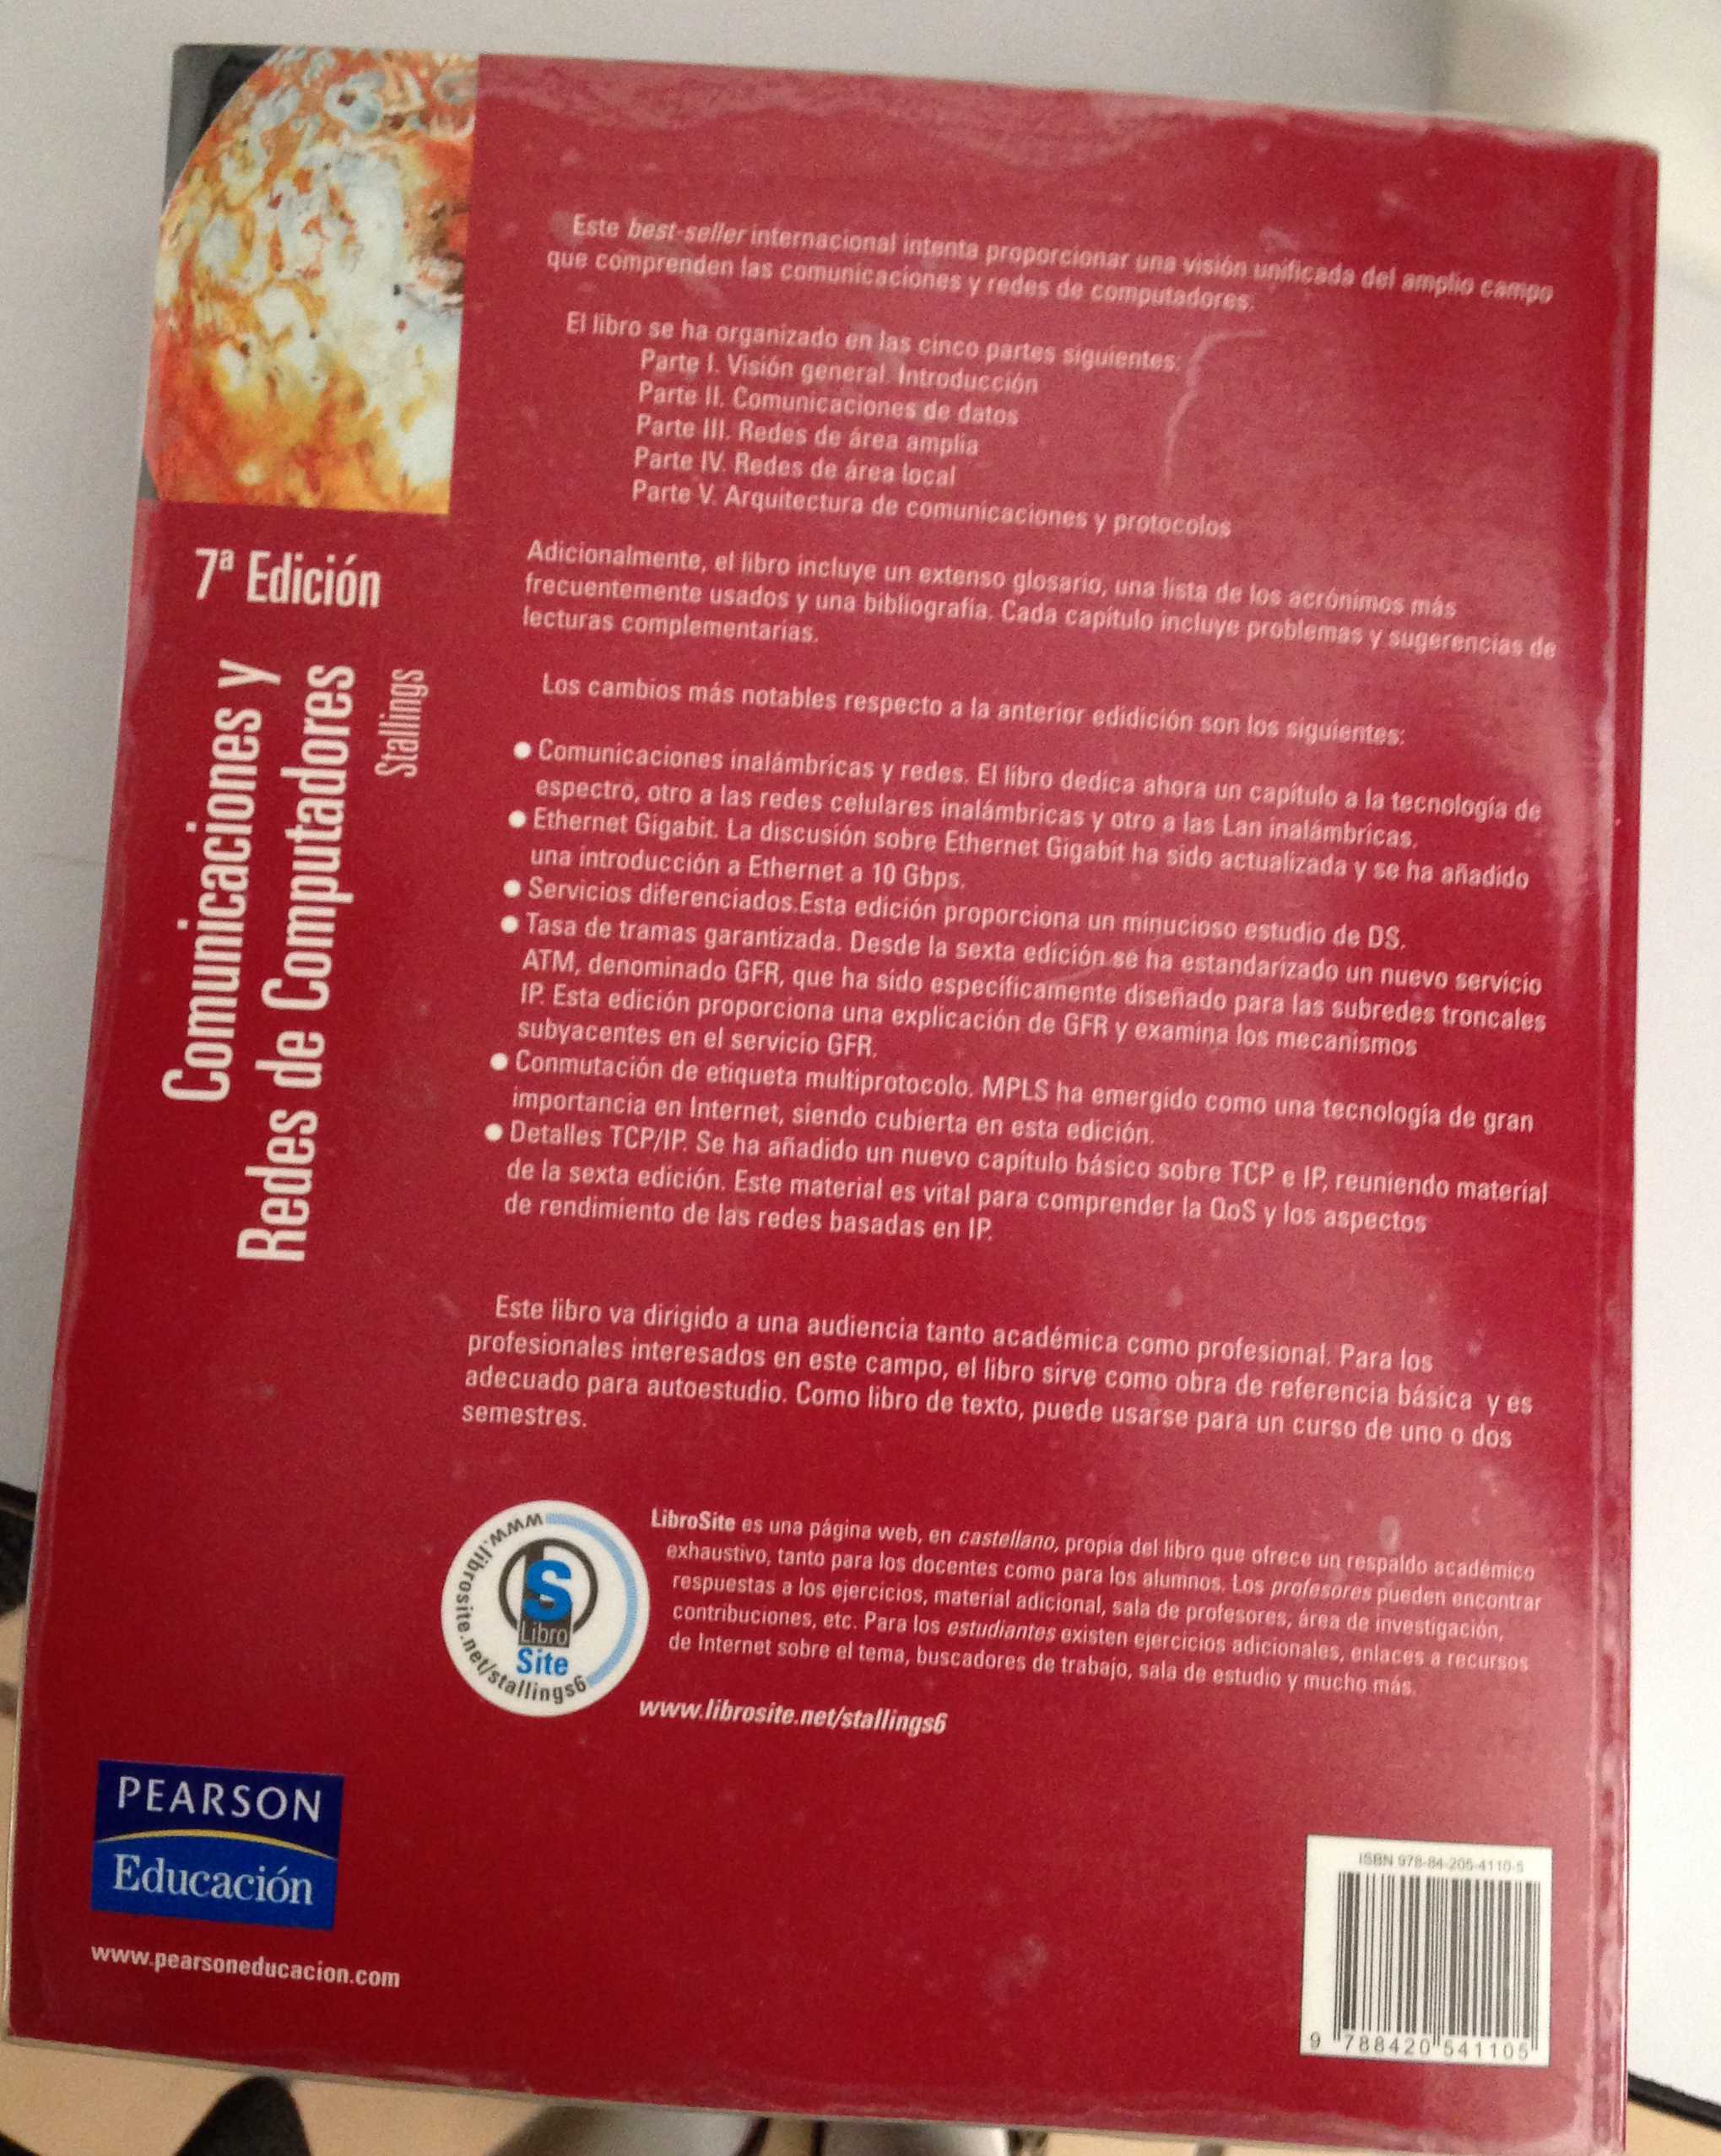 Este best-seller internacional intenta proporcionar una visión unificada del amplio campo
que comprenden las comunicaciones y redes de computadores.
El libro se ha organizado en las cinco partes siguientes:
Parte I. Visión general. Introducción
Parte II. Comunicaciones de datos
Parte III. Redes de área amplia
Parte IV. Redes de área local
Parte V. Arquitectura de comunicaciones y protocolos
Adicionalmente, el libro incluye un extenso glosario, una lista de los acrónimos más
frecuentemente usados y una bibliografía. Cada capítulo incluye problemas y sugerencias de
lecturas complementarias.
Los cambios más notables respecto a la anterior edidición son los siguientes:
● Comunicaciones inalámbricas y redes. El libro dedica ahora un capítulo a la tecnología de
espectro, otro a las redes celulares inalámbricas y otro a las Lan inalámbricas.
● Ethernet Gigabit. La discusión sobre Ethernet Gigabit ha sido actualizada y se ha añadido
una introducción a Ethernet a 10 Gbps.
● Servicios diferenciados.Esta edición proporciona un minucioso estudio de DS.
● Tasa de tramas garantizada. Desde la sexta edición se ha estandarizado un nuevo servicio
ATM, denominado GFR, que ha sido específicamente diseñado para las subredes troncales
IP. Esta edición proporciona una explicación de GFR y examina los mecanismos
subyacentes en el servicio GFR.
● Conmutación de etiqueta multiprotocolo. MPLS ha emergido como una tecnología de gran
importancia en Internet, siendo cubierta en esta edición.
● Detalles TCP/IP. Se ha añadido un nuevo capítulo básico sobre TCP e IP, reuniendo material
de la sexta edición. Este material es vital para comprender la QoS y los aspectos
de rendimiento de las redes basadas en IP.
Este libro va dirigido a una audiencia tanto académica como profesional. Para los
profesionales interesados en este campo, el libro sirve como obra de referencia básica y es
adecuado para autoestudio. Como libro de texto, puede usarse para un curso de uno o dos
semestres.
LibroSite es una página web, en castellano, propia del libro que ofrece un respaldo académico
exhaustivo, tanto para los docentes como para los alumnos. Los profesores pueden encontrar
respuestas a los ejercicios, material adicional, sala de profesores, área de investigación,
contribuciones, etc. Para los estudiantes existen ejercicios adicionales, enlaces a recursos
de Internet sobre el tema, buscadores de trabajo, sala de estudio y mucho más.
www.librosite.net/stallings6
www.librosite.net/stallings6
S
Libro
Site
7ª Edición
Comunicaciones y
Redes de Computadores
Stallings
PEARSON
Educación
www.pearsoneducacion.com
ISBN 978-84-205-4110-5
9 788420 541105